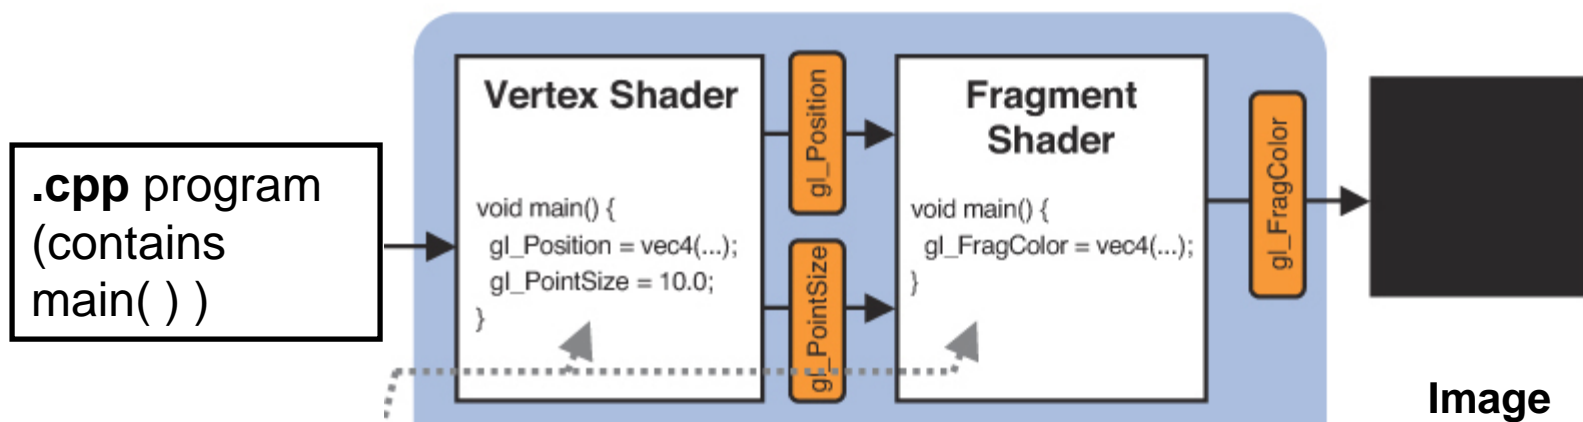 .cpp program
(contains
main( ) )
Vertex Shader
void main() {
gl_Position = vec4(...);
gl_PointSize = 10.0;
}
gl_Position
gl_PointSize
Fragment
Shader
void main() {
gl_FragColor = vec4(...);
}
gl_FragColor
Image